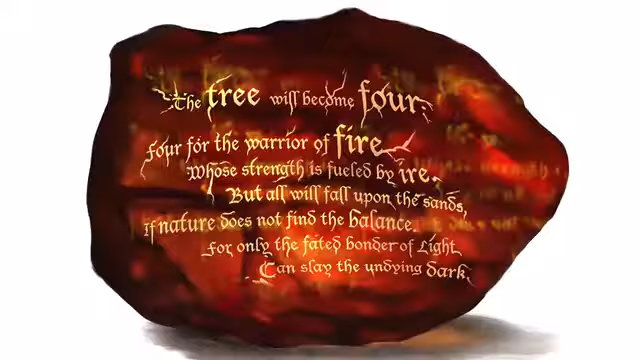 The tree will become four:
Four for the warrior of fire
Whose strength is fueled by ire.
But all will fall upon the sands,
If nature does not find the balance.
For only the fated bonder of Light
Can slay the undying dark.